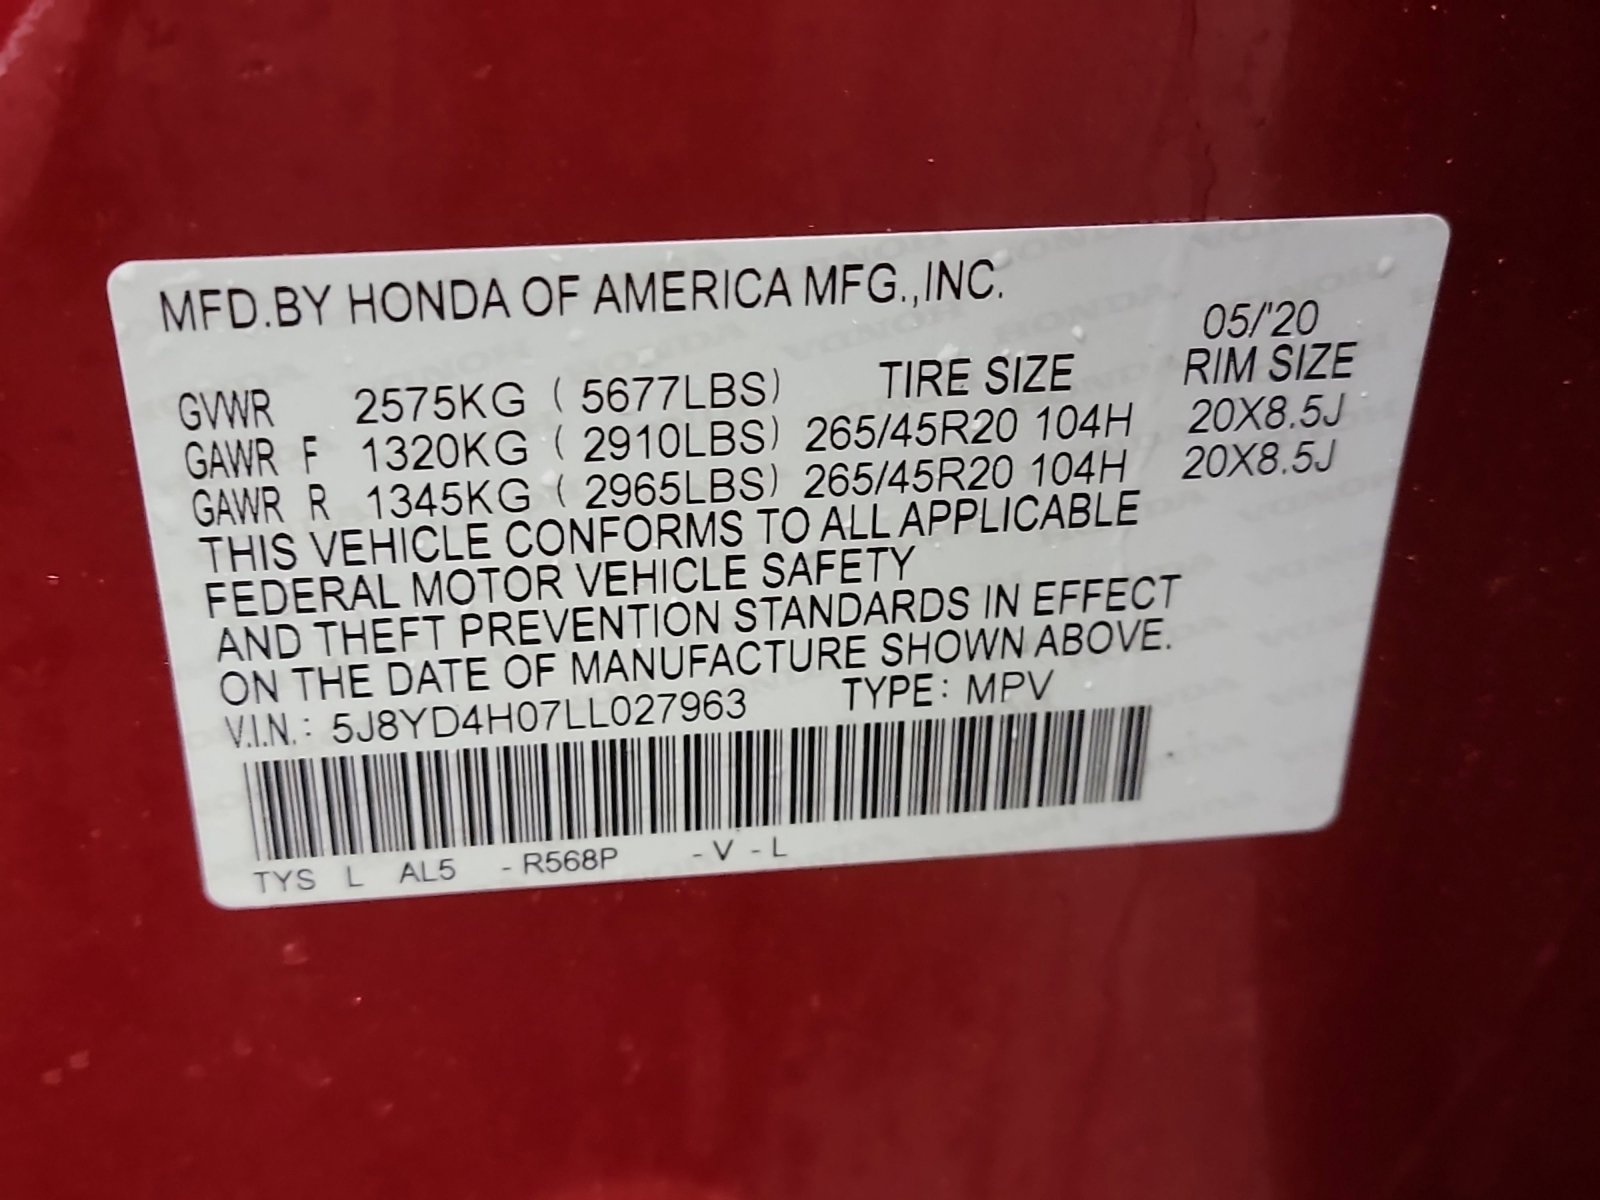 MFD.BY HONDA OF AMERICA MFG.,INC.
05/'20
GVWR 2575KG ( 5677LBS) TIRE SIZE RIM SIZE
GAWR F 1320KG ( 2910LBS) 265/45R20 104H 20X8.5J
GAWR R 1345KG ( 2965LBS) 265/45R20 104H 20X8.5J
THIS VEHICLE CONFORMS TO ALL APPLICABLE
FEDERAL MOTOR VEHICLE SAFETY
AND THEFT PREVENTION STANDARDS IN EFFECT
ON THE DATE OF MANUFACTURE SHOWN ABOVE.
V.I.N.: 5J8YD4H07LL027963 TYPE: MPV
TYS L AL5 -R568P -V -L